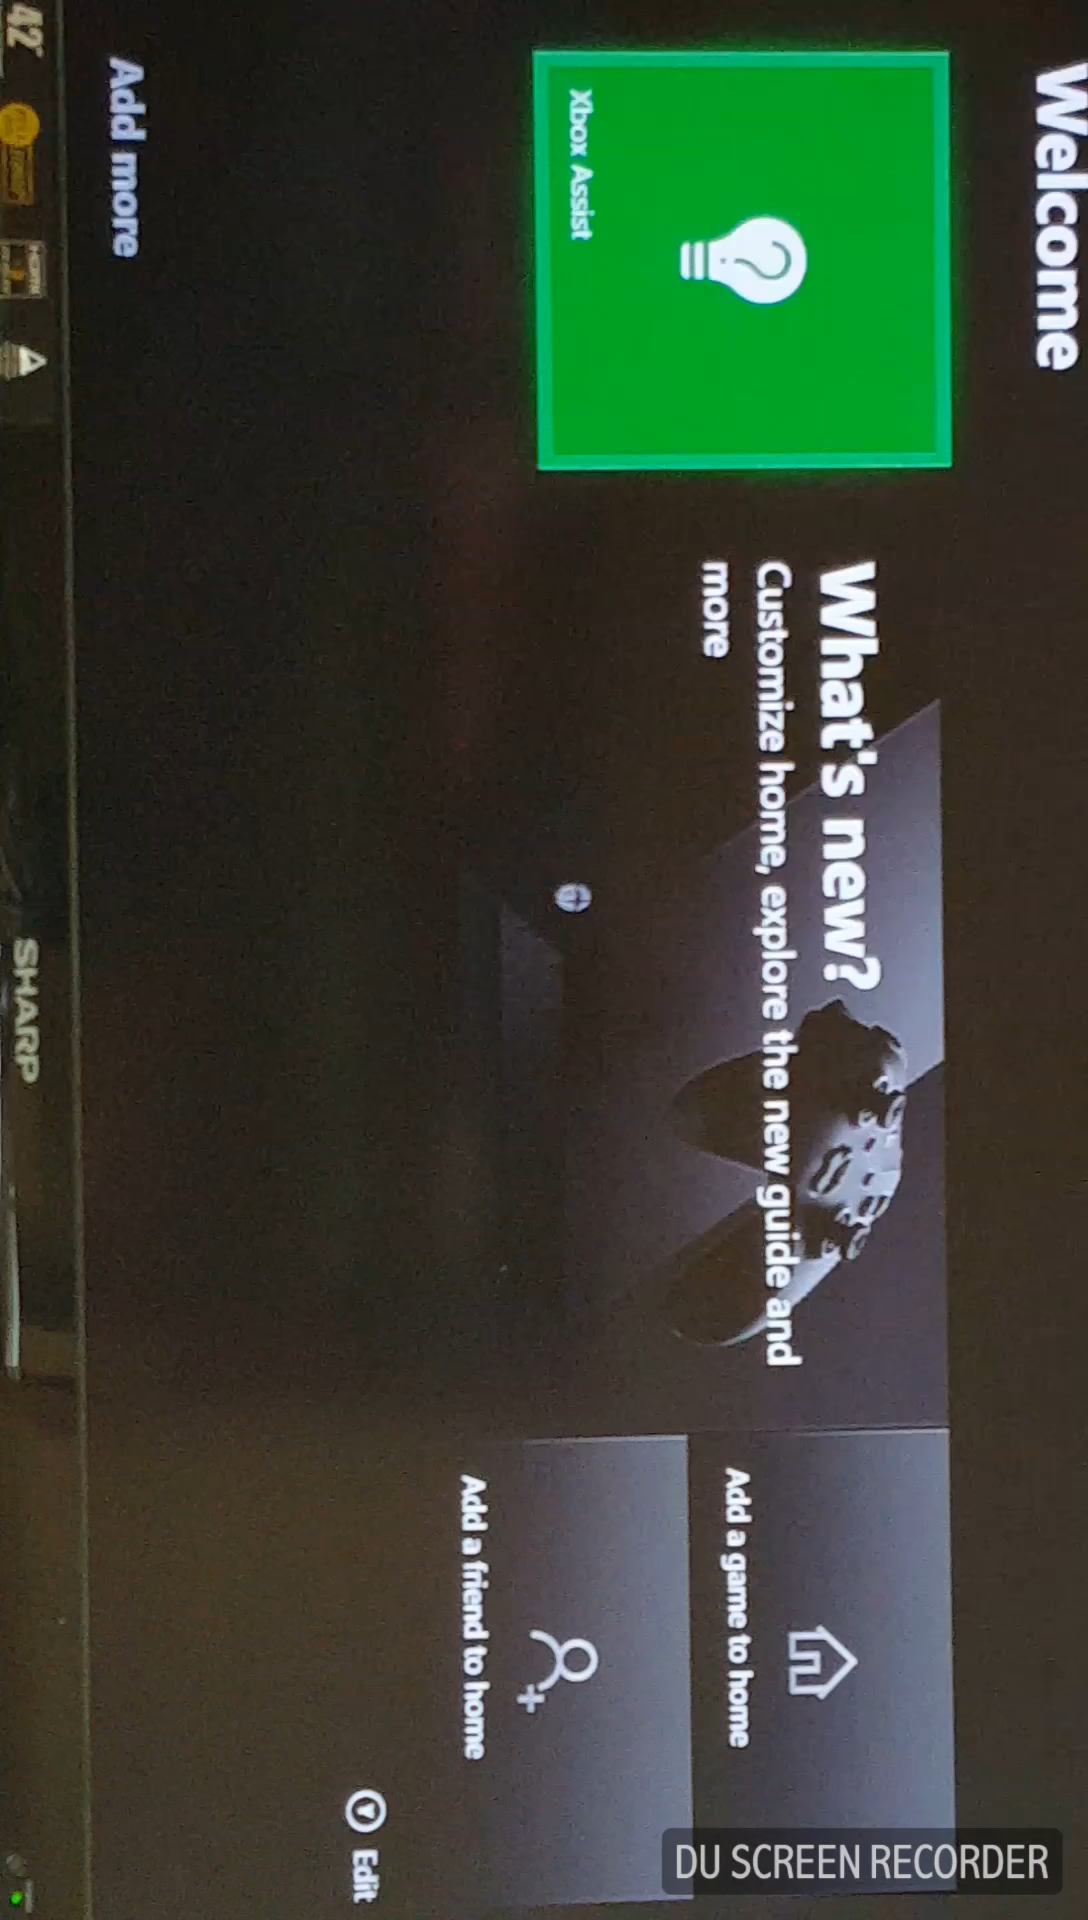 Welcome
Xbox Assist
What's new?
Customize home, explore the new guide and
more
Add a game to home
Add a friend to home
Edit
Add more
42"
SHARP
DU SCREEN RECORDER